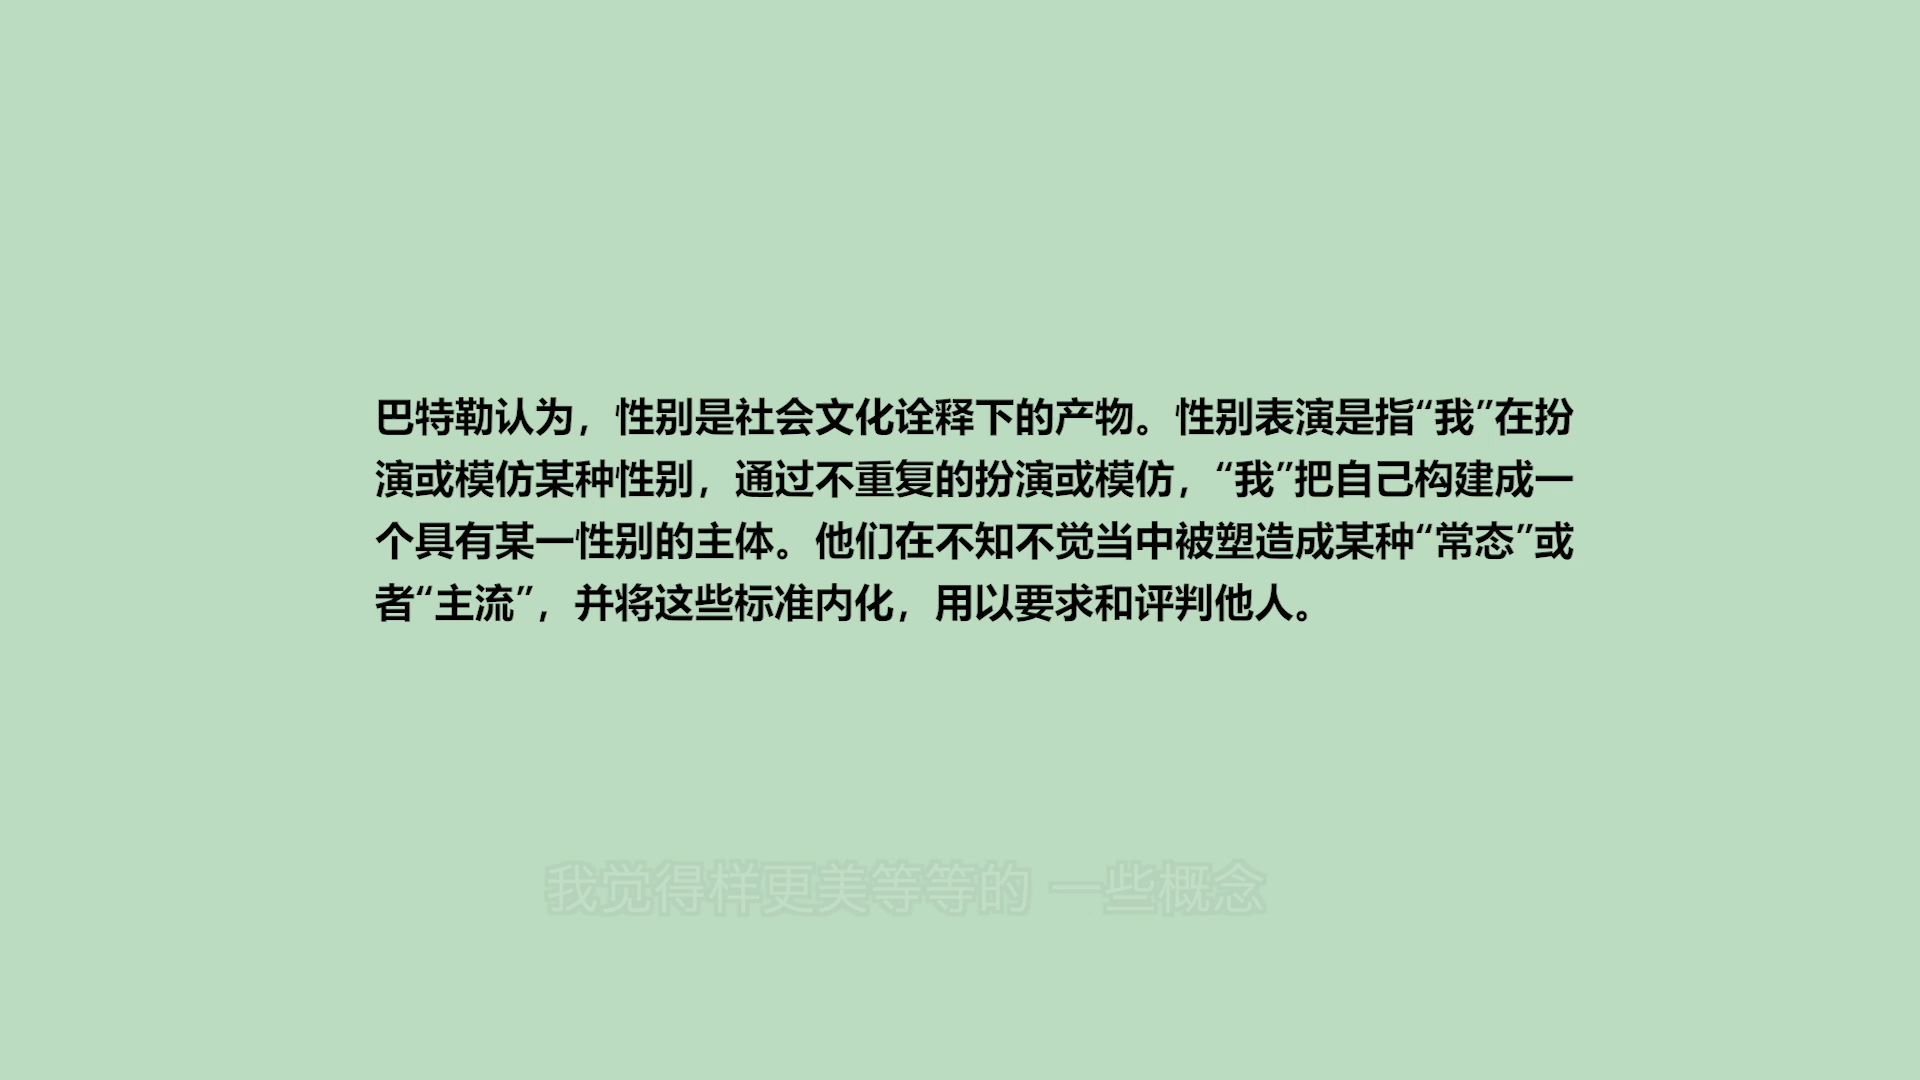 巴特勒认为，性别是社会文化诠释下的产物。性别表演是指“我”在扮
演或模仿某种性别，通过不重复的扮演或模仿，“我”把自己构建成一
个具有某一性别的主体。他们在不知不觉当中被塑造成某种“常态”或
者“主流”，并将这些标准内化，用以要求和评判他人。
我觉得样更美等等的 一些概念